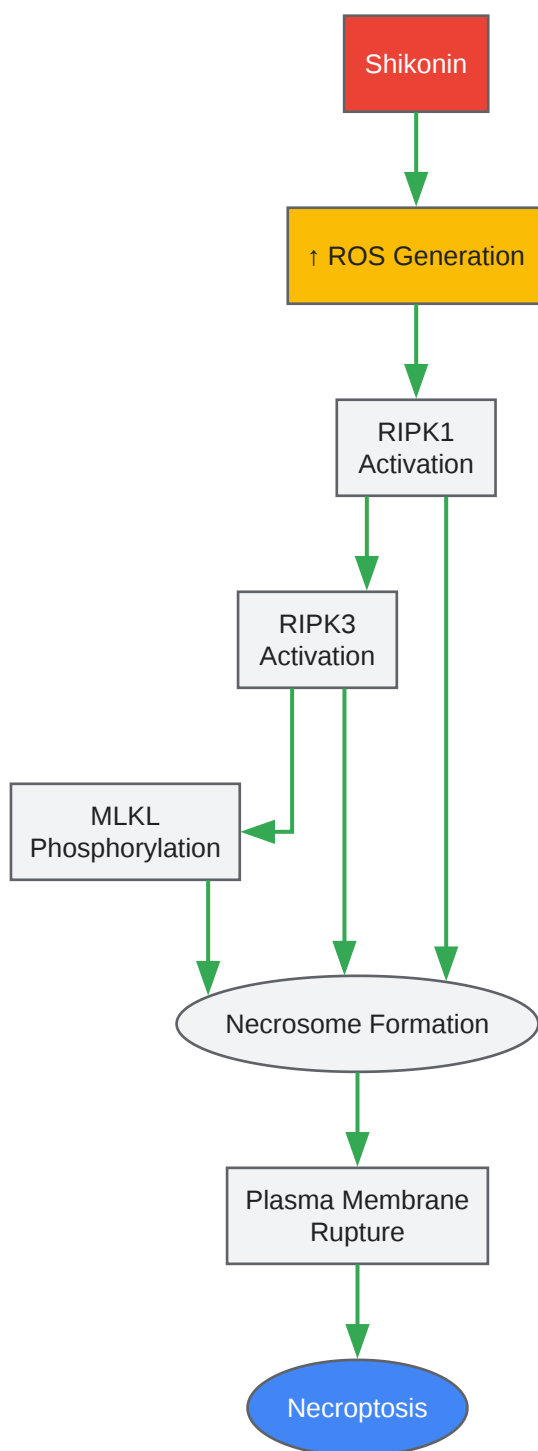 Shikonin
↑ ROS Generation
RIPK1
Activation
RIPK3
Activation
MLKL
Phosphorylation
Necrosome Formation
Plasma Membrane
Rupture
Necroptosis